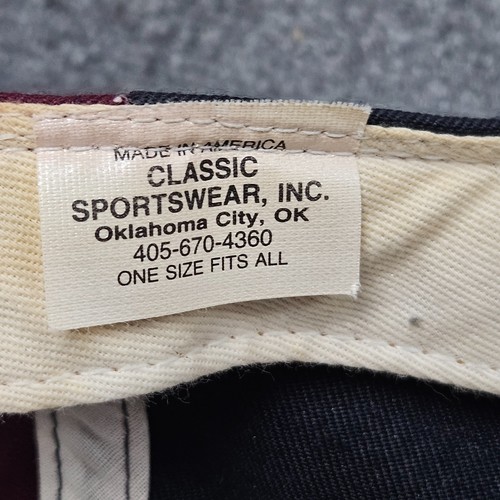 MADE IN AMERICA
CLASSIC
SPORTSWEAR, INC.
Oklahoma City, OK
405-670-4360
ONE SIZE FITS ALL